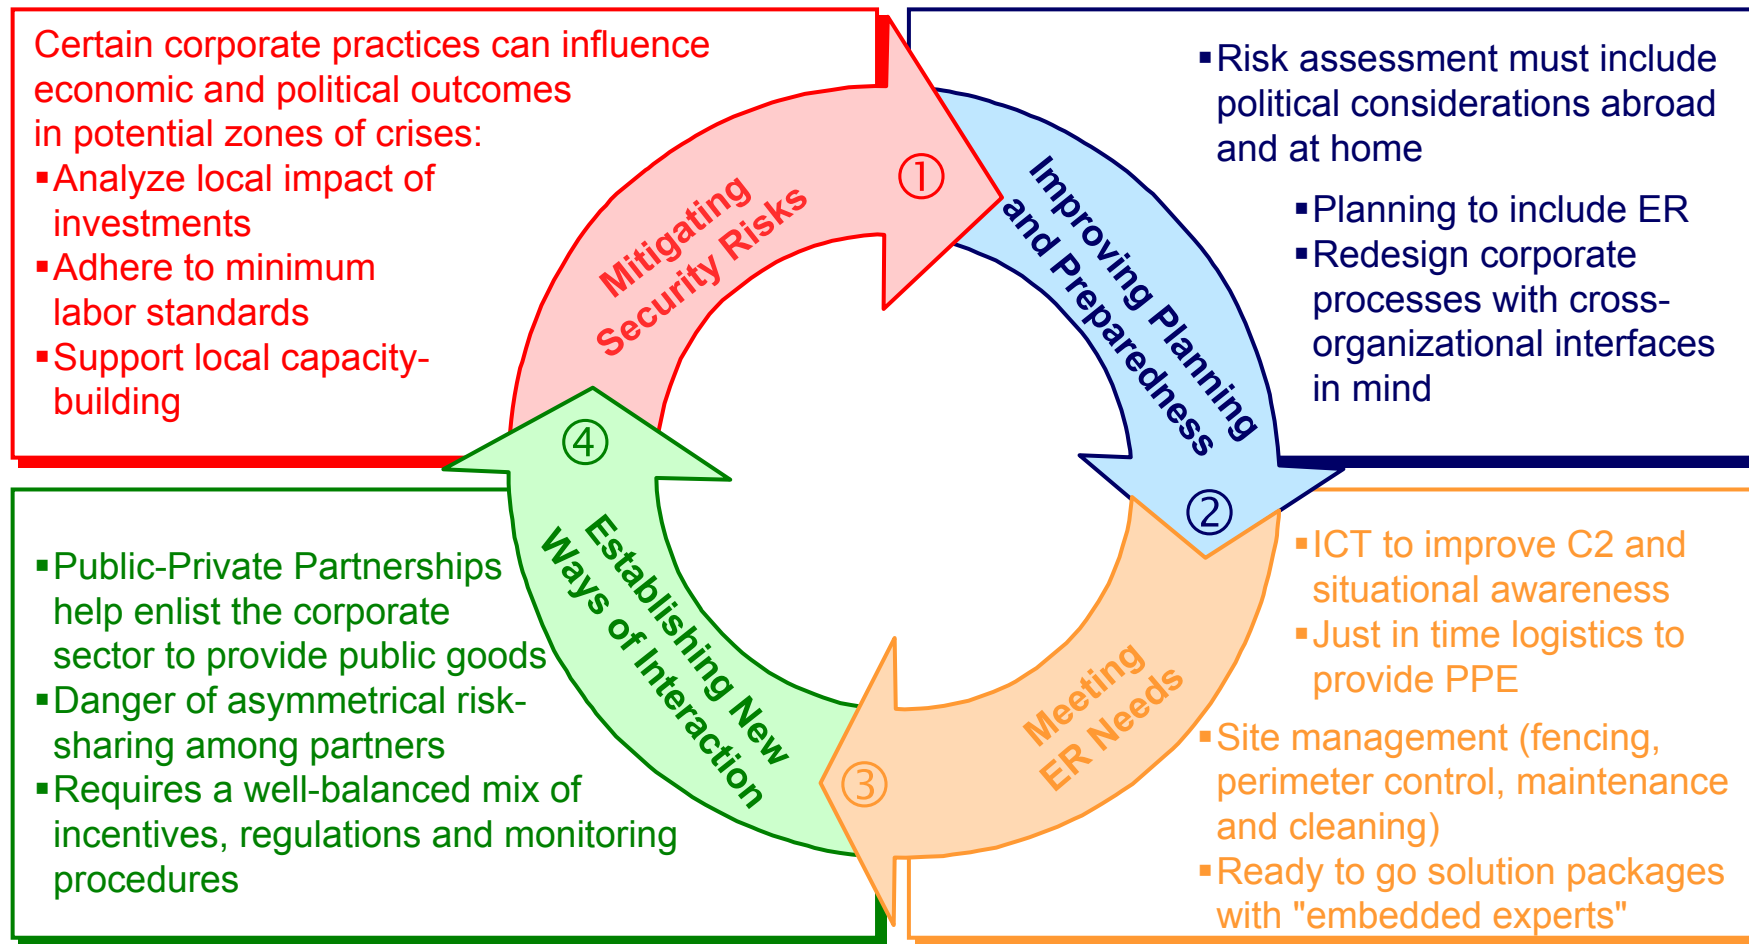 Certain corporate practices can influence
economic and political outcomes
in potential zones of crises:
▪Analyze local impact of
investments
▪Adhere to minimum
labor standards
▪Support local capacity-
building
①
Mitigating
Security Risks
▪Risk assessment must include
political considerations abroad
and at home
▪Planning to include ER
▪Redesign corporate
processes with cross-
organizational interfaces
in mind
Improving Planning
and Preparedness
②
▪ICT to improve C2 and
situational awareness
▪Just in time logistics to
provide PPE
▪Site management (fencing,
perimeter control, maintenance
and cleaning)
▪Ready to go solution packages
with "embedded experts"
Meeting
ER Needs
③
④
Establishing New
Ways of Interaction
▪Public-Private Partnerships
help enlist the corporate
sector to provide public goods
▪Danger of asymmetrical risk-
sharing among partners
▪Requires a well-balanced mix of
incentives, regulations and monitoring
procedures